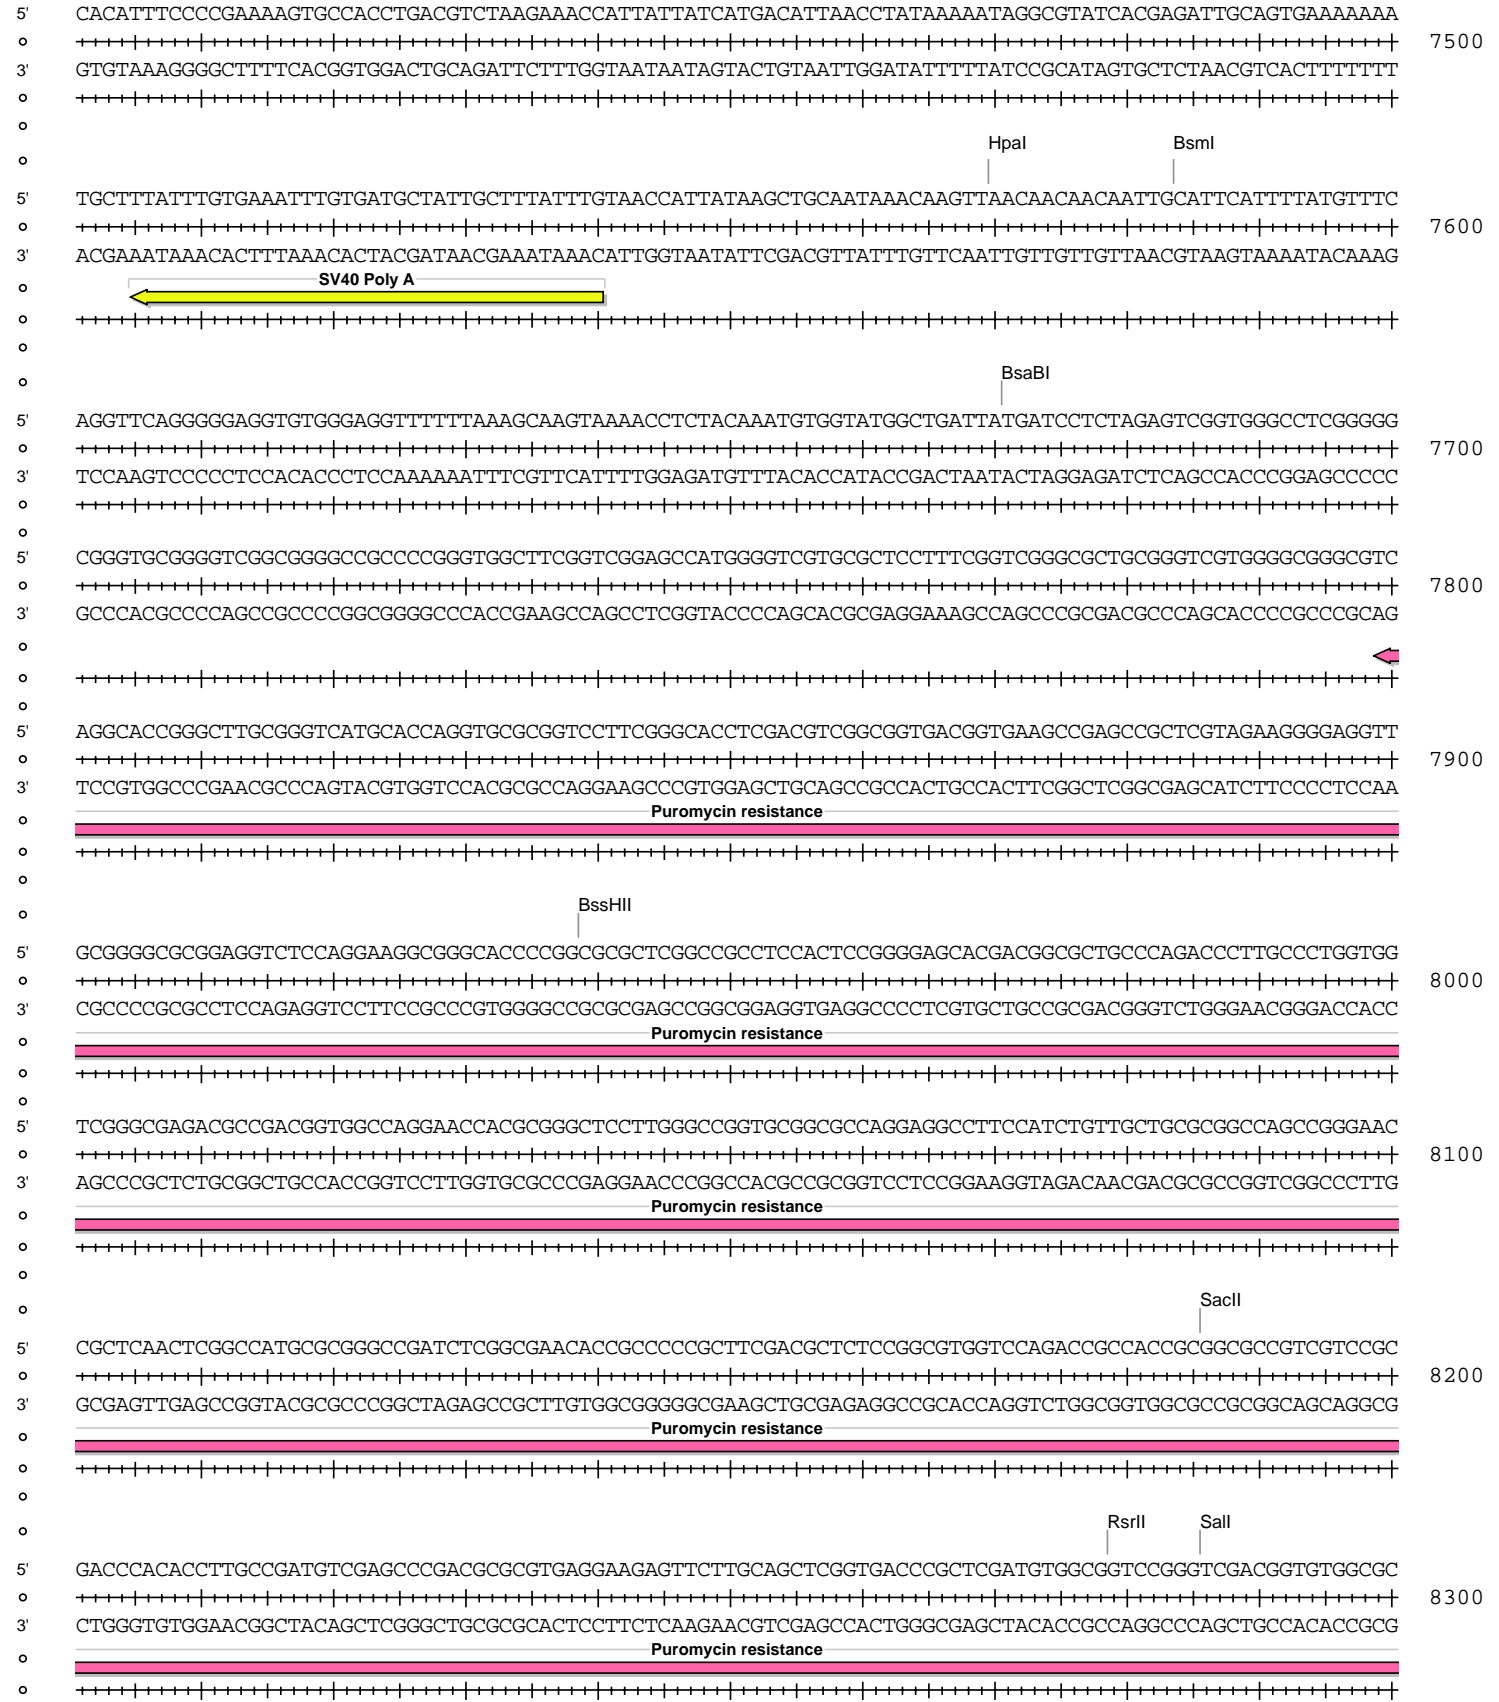 5' CACATTTCCCCGAAAAGTGCCACCTGACGTCTAAGAAACCATTATTATCATGACATTAACCTATAAAAATAGGCGTATCACGAGATTGCAGTGAAAAAAA
7500
3' GTGTAAAGGGGCTTTTCACGGTGGACTGCAGATTCTTTGGTAATAATAGTACTGTAATTGGATATTTTTATCCGCATAGTGCTCTAACGTCACTTTTTTT
HpaI BsmI
5' TGCTTTATTTGTGAAATTTGTGATGCTATTGCTTTATTTGTAACCATTATAAGCTGCAATAAACAAGTTAACAACAACAATTGCATTCATTTTATGTTTC
7600
3' ACGAAATAAACACTTTAAACACTACGATAACGAAATAAACATTGGTAATATTCGACGTTATTTGTTCAATTGTTGTTGTTAACGTAAGTAAAATACAAAG
SV40 Poly A
BsaBI
5' AGGTTCAGGGGGAGGTGTGGGAGGTTTTTTAAAGCAAGTAAAACCTCTACAAATGTGGTATGGCTGATTATGATCCTCTAGAGTCGGTGGGCCTCGGGGG
7700
3' TCCAAGTCCCCCTCCACACCCTCCAAAAAATTTCGTTCATTTTGGAGATGTTTACACCATACCGACTAATACTAGGAGATCTCAGCCACCCGGAGCCCCC
5' CGGGTGCGGGGTCGGCGGGGCCGCCCCGGGTGGCTTCGGTCGGAGCCATGGGGTCGTGCGCTCCTTTCGGTCGGGCGCTGCGGGTCGTGGGGCGGGCGTC
7800
3' GCCCACGCCCCAGCCGCCCCGGCGGGGCCCACCGAAGCCAGCCTCGGTACCCCAGCACGCGAGGAAAGCCAGCCCGCGACGCCCAGCACCCCGCCCGCAG
5' AGGCACCGGGCTTGCGGGTCATGCACCAGGTGCGCGGTCCTTCGGGCACCTCGACGTCGGCGGTGACGGTGAAGCCGAGCCGCTCGTAGAAGGGGAGGTT
7900
3' TCCGTGGCCCGAACGCCCAGTACGTGGTCCACGCGCCAGGAAGCCCGTGGAGCTGCAGCCGCCACTGCCACTTCGGCTCGGCGAGCATCTTCCCCTCCAA
Puromycin resistance
BssHII
5' GCGGGGCGCGGAGGTCTCCAGGAAGGCGGGCACCCCGGCGCGCTCGGCCGCCTCCACTCCGGGGAGCACGACGGCGCTGCCCAGACCCTTGCCCTGGTGG
8000
3' CGCCCCGCGCCTCCAGAGGTCCTTCCGCCCGTGGGGCCGCGCGAGCCGGCGGAGGTGAGGCCCCTCGTGCTGCCGCGACGGGTCTGGGAACGGGACCACC
Puromycin resistance
5' TCGGGCGAGACGCCGACGGTGGCCAGGAACCACGCGGGCTCCTTGGGCCGGTGCGGCGCCAGGAGGCCTTCCATCTGTTGCTGCGCGGCCAGCCGGGAAC
8100
3' AGCCCGCTCTGCGGCTGCCACCGGTCCTTGGTGCGCCCGAGGAACCCGGCCACGCCGCGGTCCTCCGGAAGGTAGACAACGACGCGCCGGTCGGCCCTTG
Puromycin resistance
SacII
5' CGCTCAACTCGGCCATGCGCGGGCCGATCTCGGCGAACACCGCCCCCGCTTCGACGCTCTCCGGCGTGGTCCAGACCGCCACCGCGGCGCCGTCGTCCGC
8200
3' GCGAGTTGAGCCGGTACGCGCCCGGCTAGAGCCGCTTGTGGCGGGGGCGAAGCTGCGAGAGGCCGCACCAGGTCTGGCGGTGGCGCCGCGGCAGCAGGCG
Puromycin resistance
RsrII SalI
5' GACCCACACCTTGCCGATGTCGAGCCCGACGCGCGTGAGGAAGAGTTCTTGCAGCTCGGTGACCCGCTCGATGTGGCGGTCCGGGTCGACGGTGTGGCGC
8300
3' CTGGGTGTGGAACGGCTACAGCTCGGGCTGCGCGCACTCCTTCTCAAGAACGTCGAGCCACTGGGCGAGCTACACCGCCAGGCCCAGCTGCCACACCGCG
Puromycin resistance